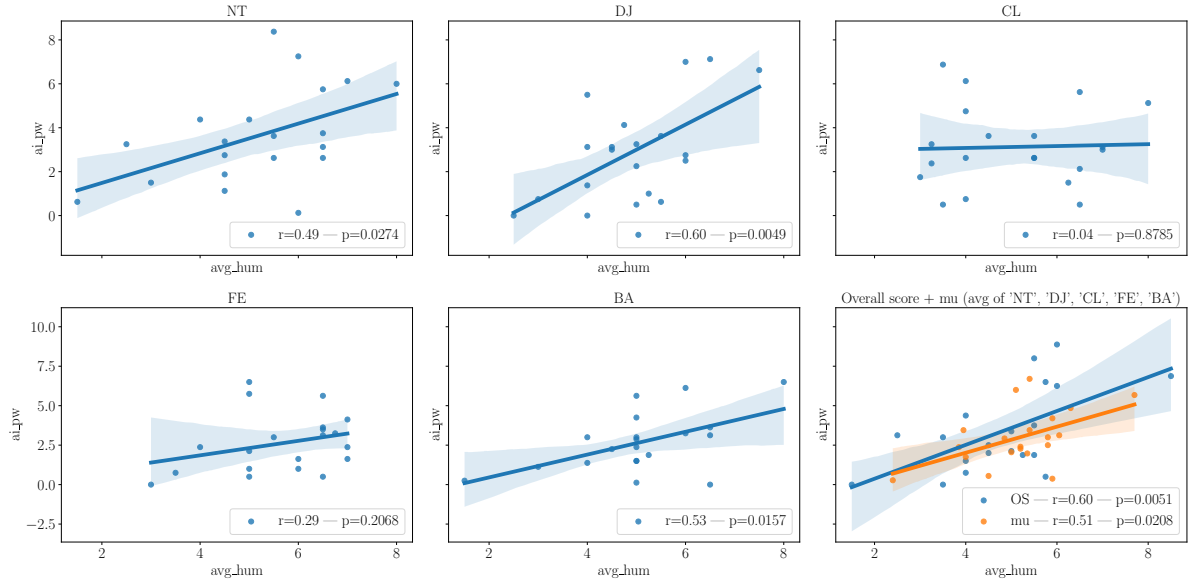 NT
DJ
CL
8
6
4
2
0
ai_pw
ai_pw
ai_pw
r=0.49 — p=0.0274
r=0.60 — p=0.0049
r=0.04 — p=0.8785
avg_hum
avg_hum
avg_hum
FE
BA
Overall score + mu (avg of 'NT', 'DJ', 'CL', 'FE', 'BA')
10.0
7.5
5.0
2.5
0.0
−2.5
ai_pw
ai_pw
ai_pw
r=0.29 — p=0.2068
r=0.53 — p=0.0157
OS — r=0.60 — p=0.0051
mu — r=0.51 — p=0.0208
2 4 6 8
2 4 6 8
2 4 6 8
avg_hum
avg_hum
avg_hum